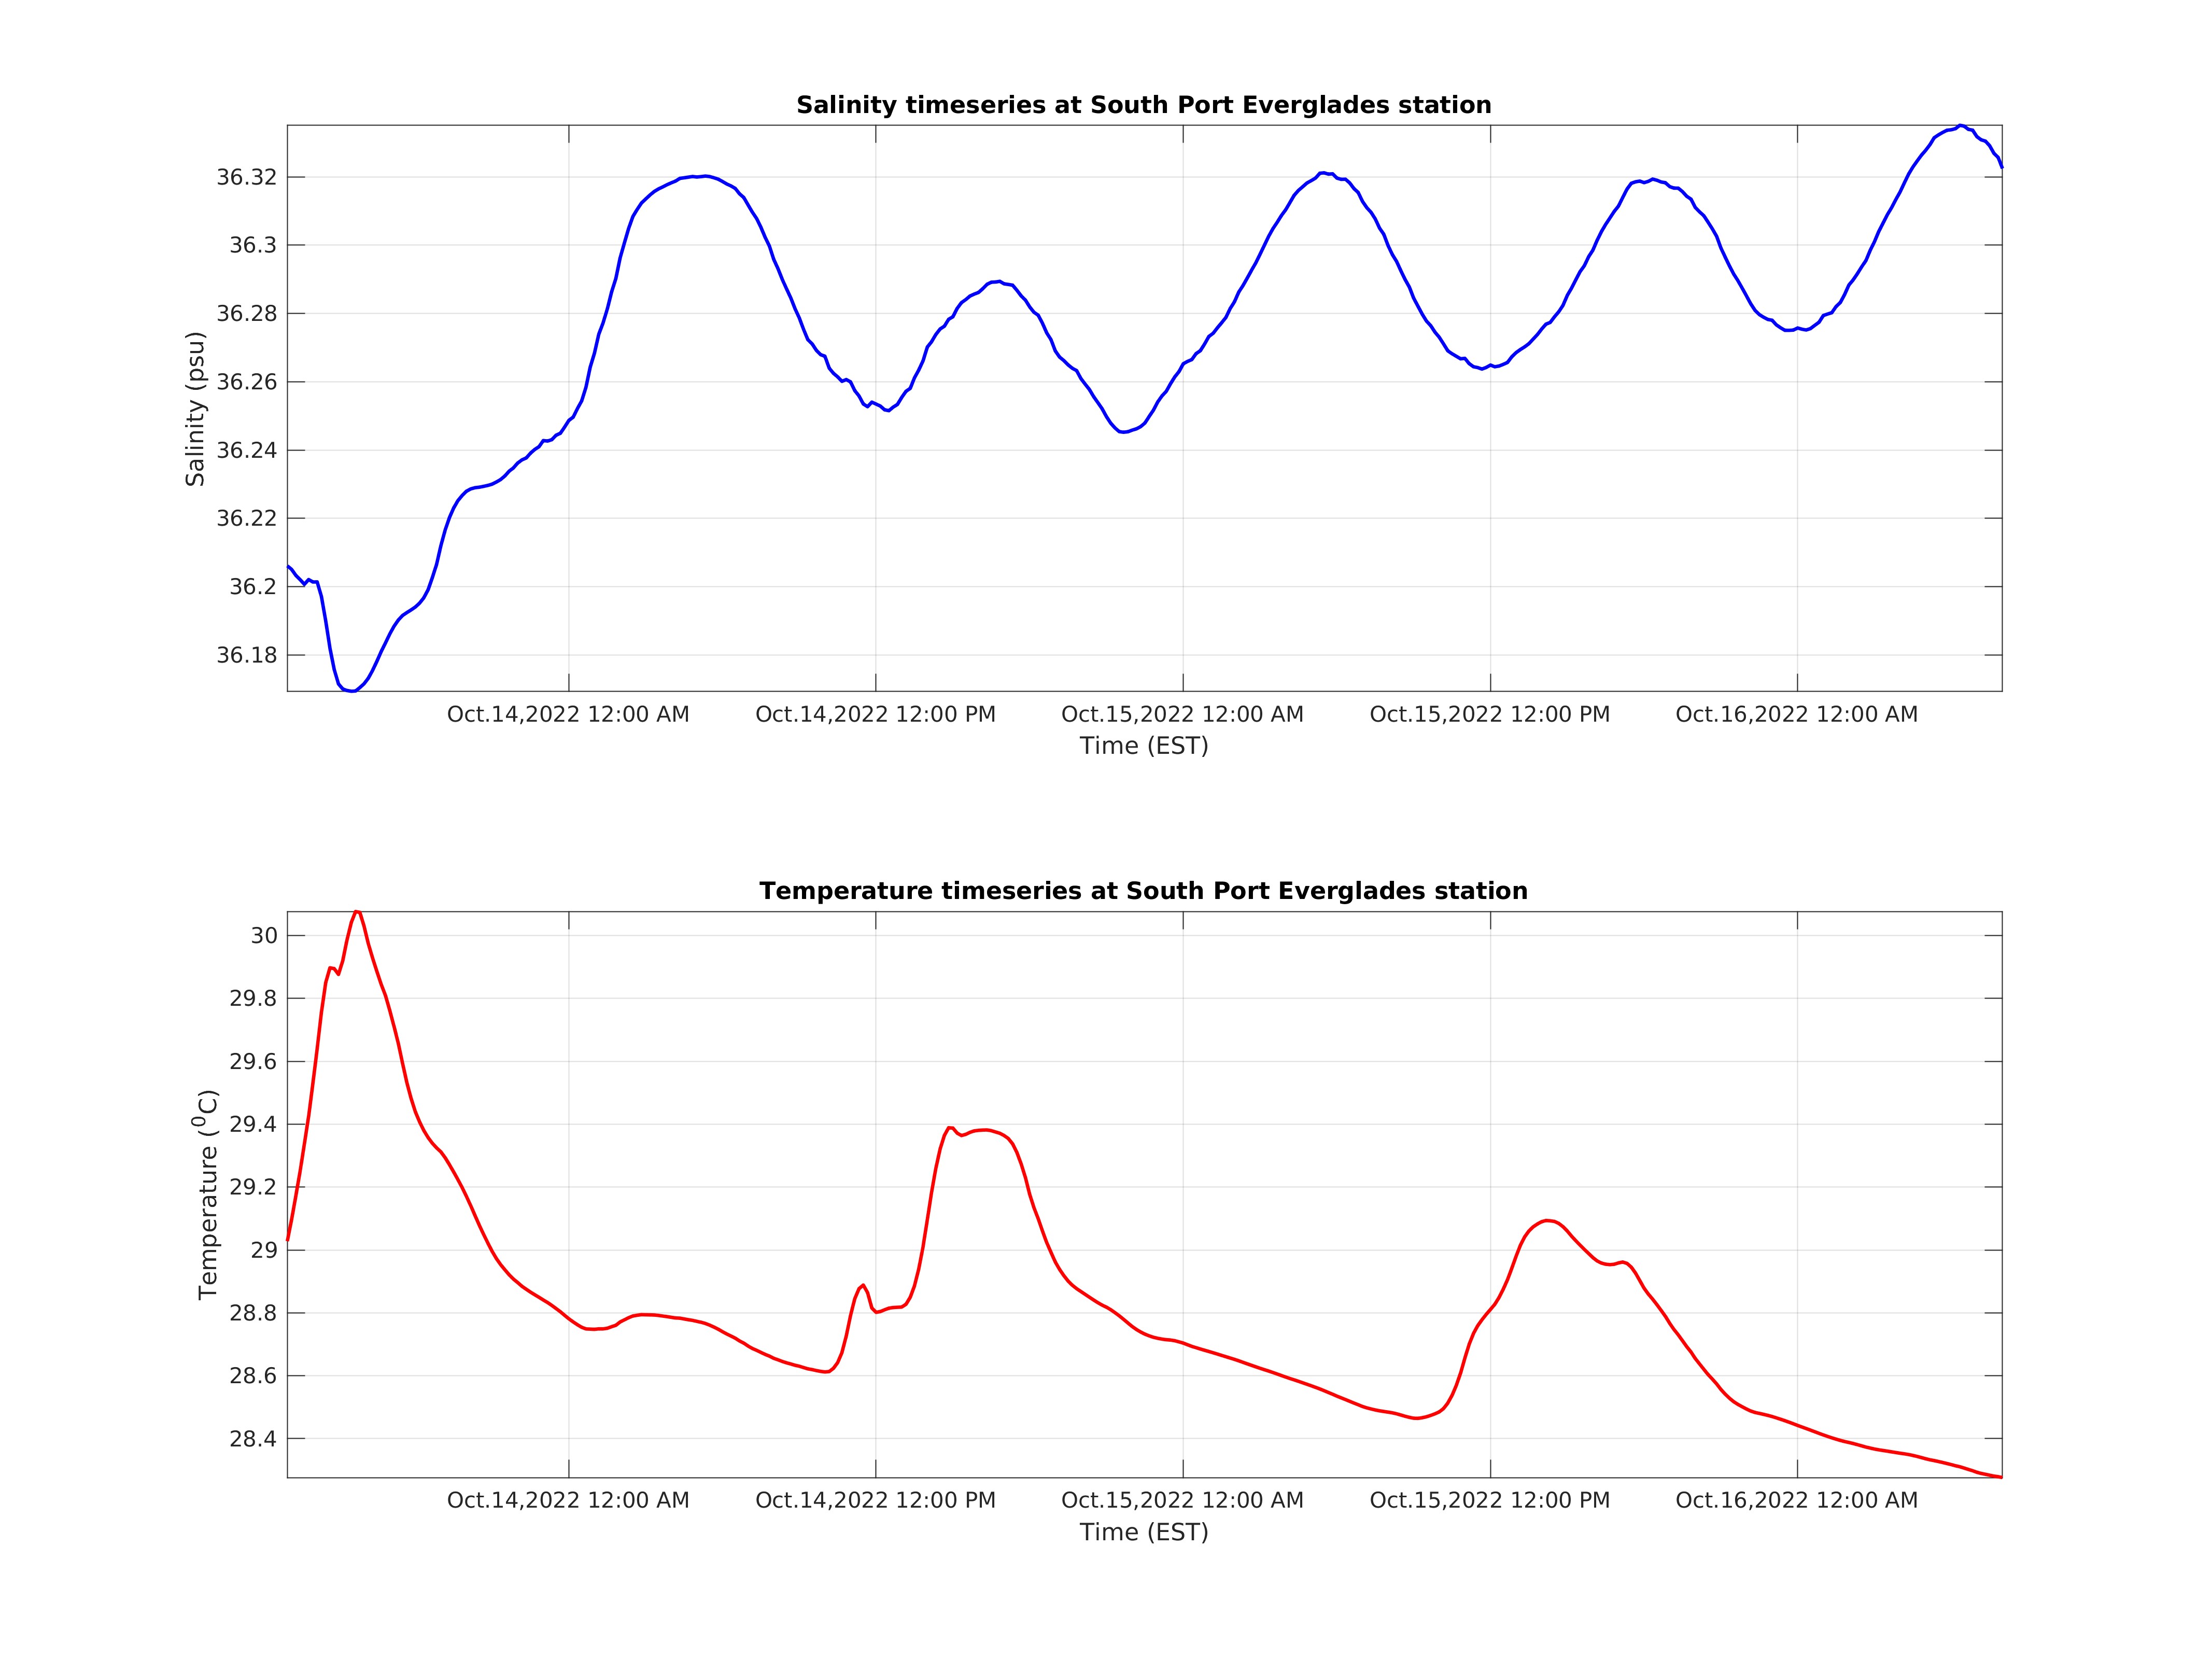 Salinity timeseries at South Port Everglades station
36.32
36.3
36.28
36.26
36.24
36.22
36.2
36.18
Salinity (psu)
Oct.14,2022 12:00 AM Oct.14,2022 12:00 PM Oct.15,2022 12:00 AM Oct.15,2022 12:00 PM Oct.16,2022 12:00 AM
Time (EST)
Temperature timeseries at South Port Everglades station
30
29.8
29.6
29.4
29.2
29
28.8
28.6
28.4
Temperature (⁰C)
Oct.14,2022 12:00 AM Oct.14,2022 12:00 PM Oct.15,2022 12:00 AM Oct.15,2022 12:00 PM Oct.16,2022 12:00 AM
Time (EST)